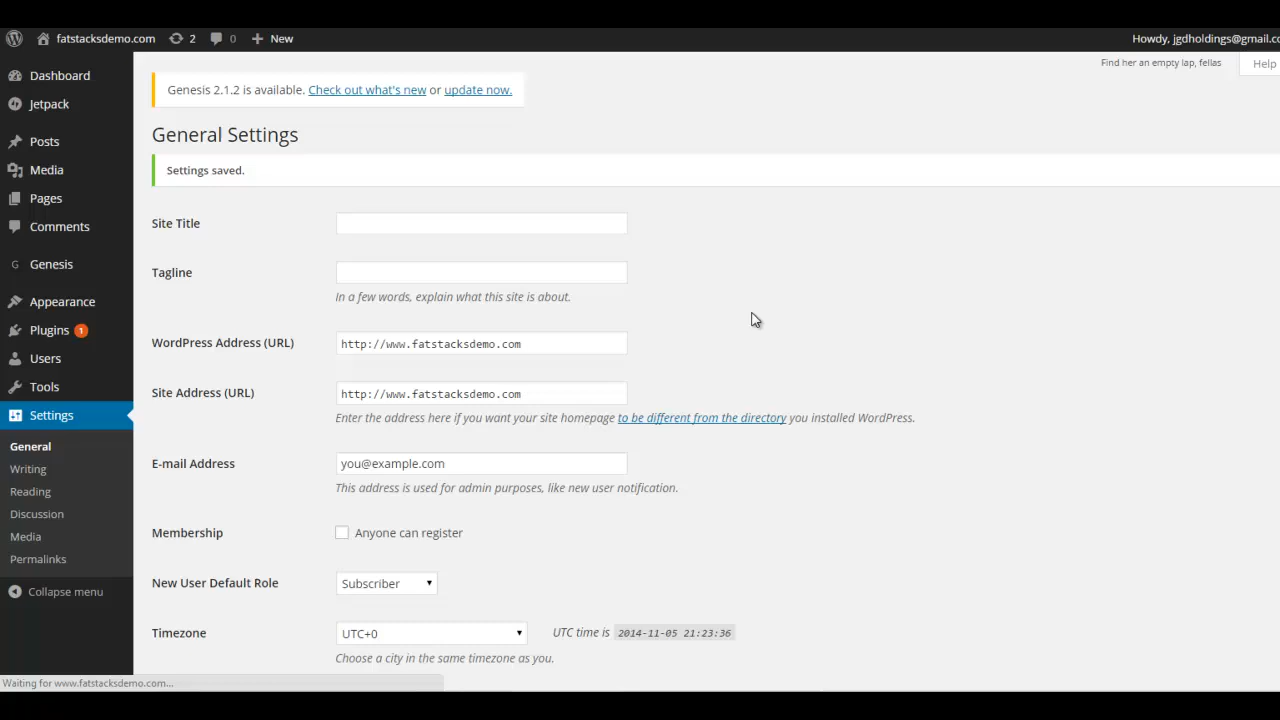 fatstacksdemo.com 2 0 New Howdy, jgdholdings@gmail.co
Find her an empty lap, fellas Help
Dashboard
Jetpack
Posts
Media
Pages
Comments
G Genesis
Appearance
Plugins 1
Users
Tools
Settings
General
Writing
Reading
Discussion
Media
Permalinks
Collapse menu
Genesis 2.1.2 is available. Check out what's new or update now.
General Settings
Settings saved.
Site Title
Tagline
In a few words, explain what this site is about.
WordPress Address (URL) http://www.fatstacksdemo.com
Site Address (URL) http://www.fatstacksdemo.com
Enter the address here if you want your site homepage to be different from the directory you installed WordPress.
E-mail Address you@example.com
This address is used for admin purposes, like new user notification.
Membership Anyone can register
New User Default Role Subscriber
Timezone UTC+0 UTC time is 2014-11-05 21:23:36
Choose a city in the same timezone as you.
Waiting for www.fatstacksdemo.com...